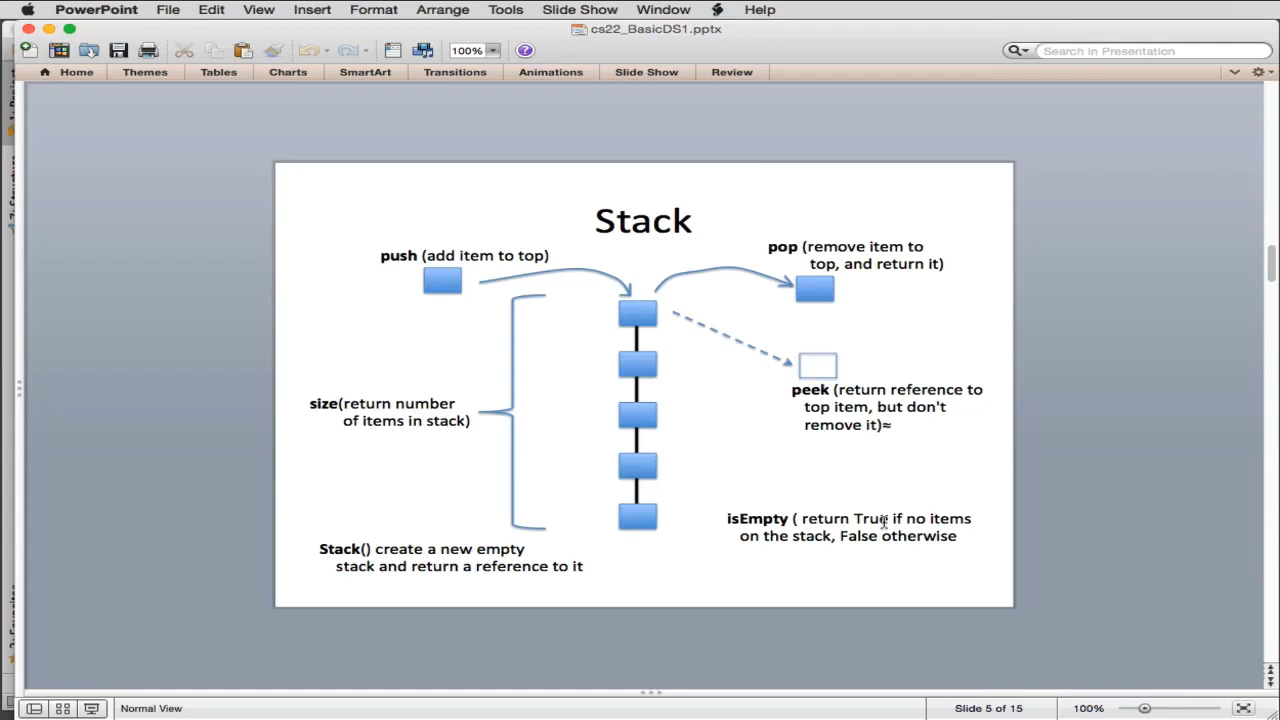 PowerPoint File Edit View Insert Format Arrange Tools Slide Show Window Help
cs22_BasicDS1.pptx
100% Search in Presentation
Home Themes Tables Charts SmartArt Transitions Animations Slide Show Review
Stack
push (add item to top)
pop (remove item to
top, and return it)
size(return number
of items in stack)
peek (return reference to
top item, but don't
remove it)≈
isEmpty ( return True if no items
on the stack, False otherwise
Stack() create a new empty
stack and return a reference to it
Normal View Slide 5 of 15 100%